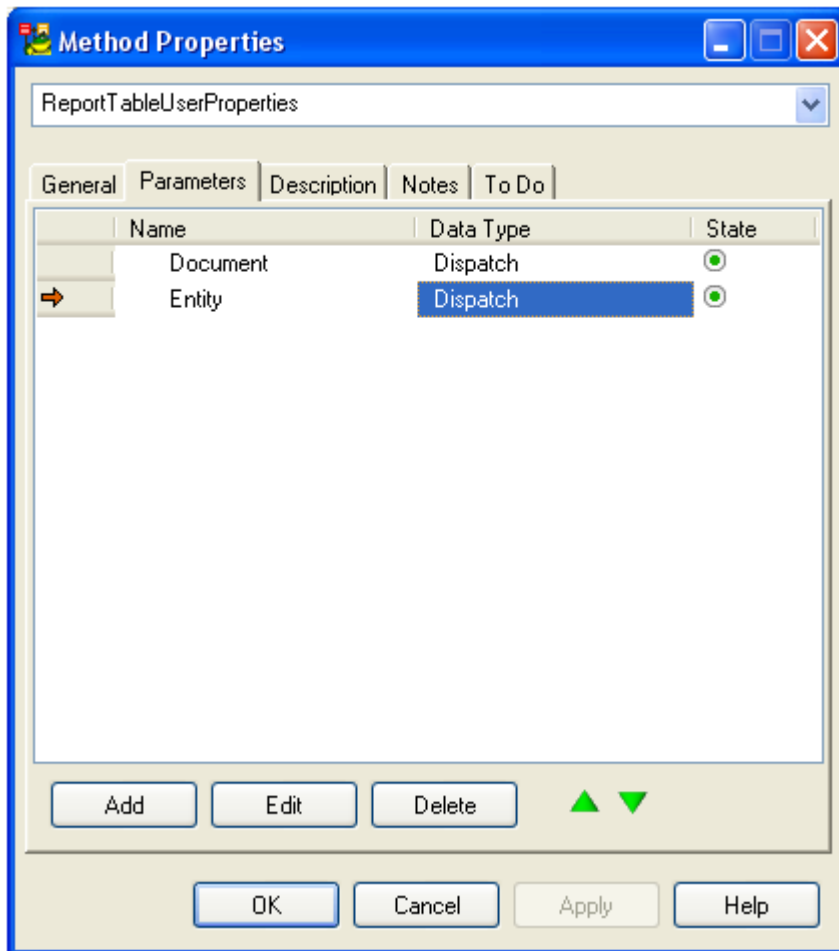 Method Properties
ReportTableUserProperties
General Parameters Description Notes To Do
Name Data Type State
Document Dispatch
Entity Dispatch
Add Edit Delete
OK Cancel Apply Help